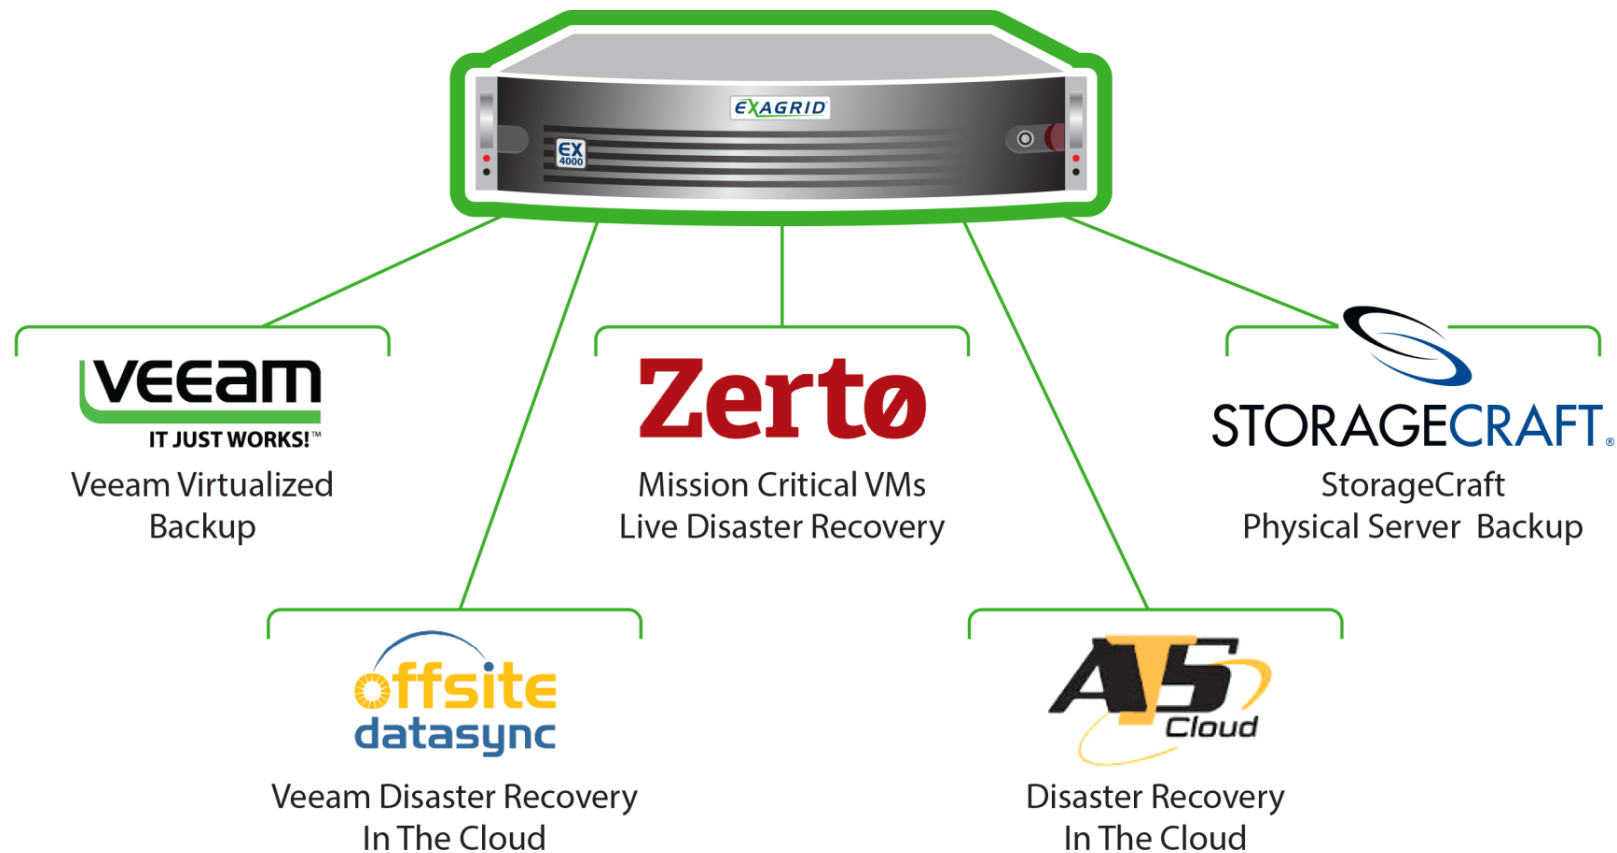 EXAGRID
EX
4000
veeam
IT JUST WORKS!™
Veeam Virtualized
Backup
Zerto
Mission Critical VMs
Live Disaster Recovery
STORAGECRAFT®
StorageCraft
Physical Server Backup
offsite
datasync
Veeam Disaster Recovery
In The Cloud
ATS
Cloud
Disaster Recovery
In The Cloud